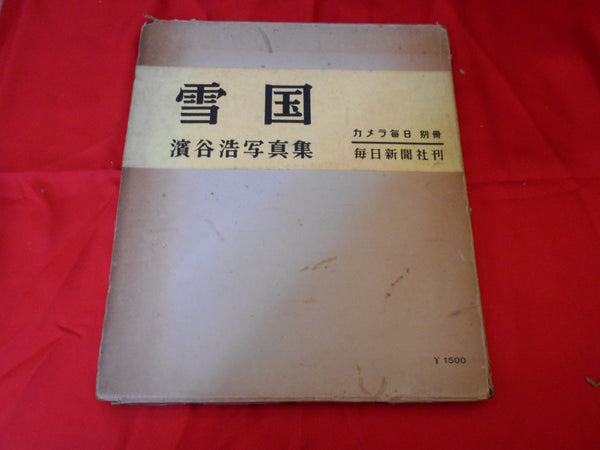 雪国
濱谷浩写真集
カメラ毎日 別冊
毎日新聞社刊
¥ 1500